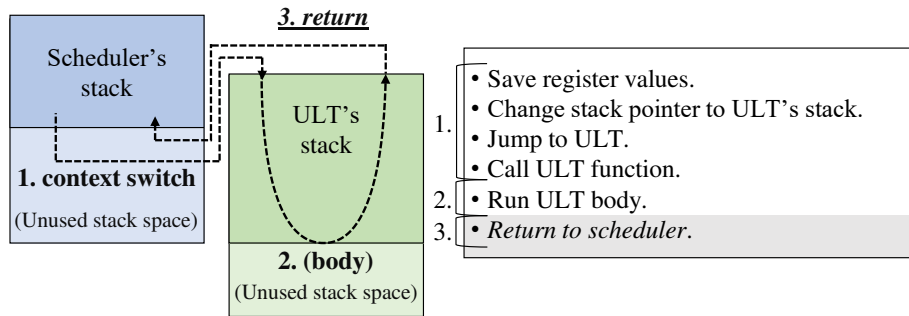 3. return
Scheduler's
stack
1. context switch
(Unused stack space)
ULT's
stack
2. (body)
(Unused stack space)
1.
• Save register values.
• Change stack pointer to ULT's stack.
• Jump to ULT.
• Call ULT function.
2.
• Run ULT body.
3.
• Return to scheduler.